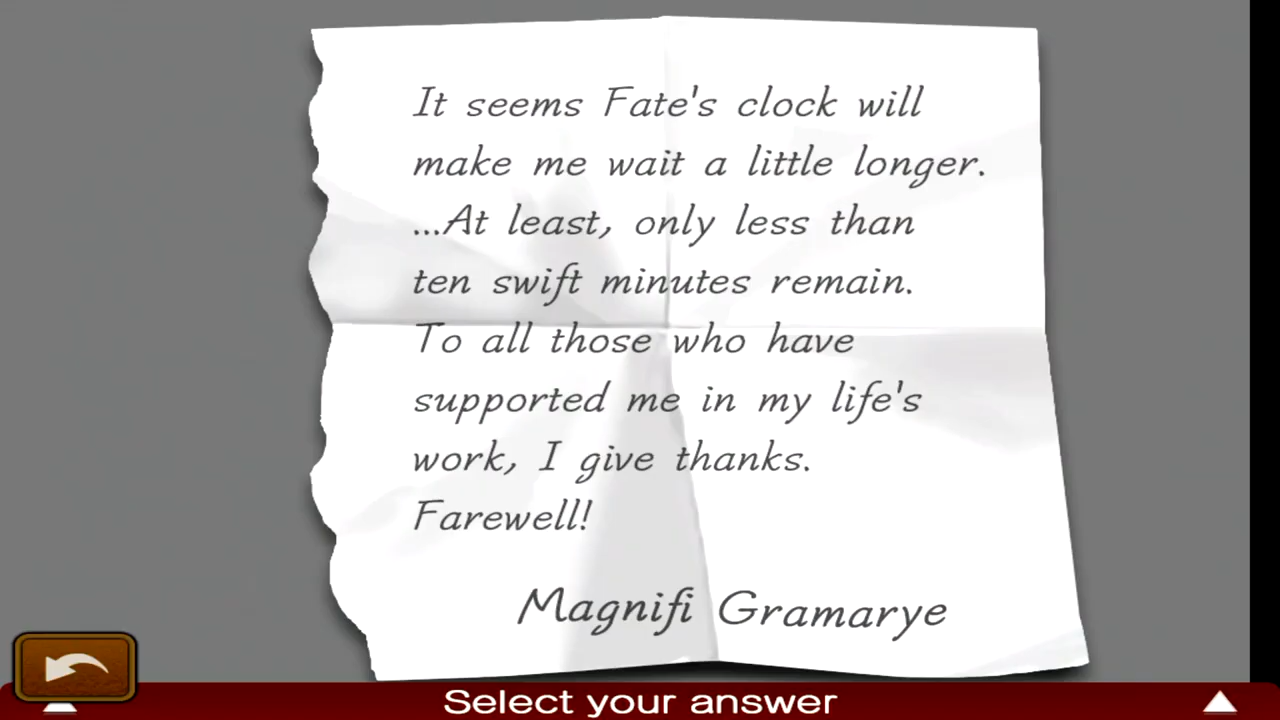 It seems Fate's clock will
make me wait a little longer.
...At least, only less than
ten swift minutes remain.
To all those who have
supported me in my life's
work, I give thanks.
Farewell!
Magnifi Gramarye
Select your answer